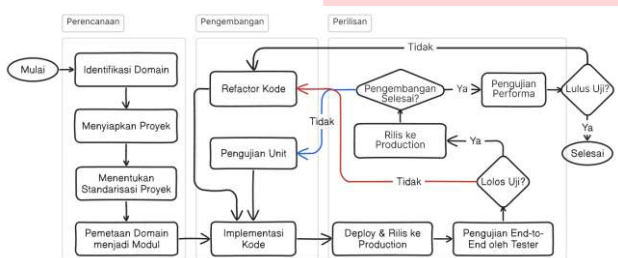 Perencanaan
Pengembangan
Perilisan
Mulai
Identifikasi Domain
Menyiapkan Proyek
Menentukan
Standarisasi Proyek
Pemetaan Domain
menjadi Modul
Refactor Kode
Tidak
Pengujian Unit
Implementasi
Kode
Tidak
Pengembangan
Selesai?
Ya
Pengujian
Performa
Lulus Uji?
Ya
Selesai
Rilis ke
Production
Ya
Lolos Uji?
Tidak
Deploy & Rilis ke
Production
Pengujian End-to-
End oleh Tester